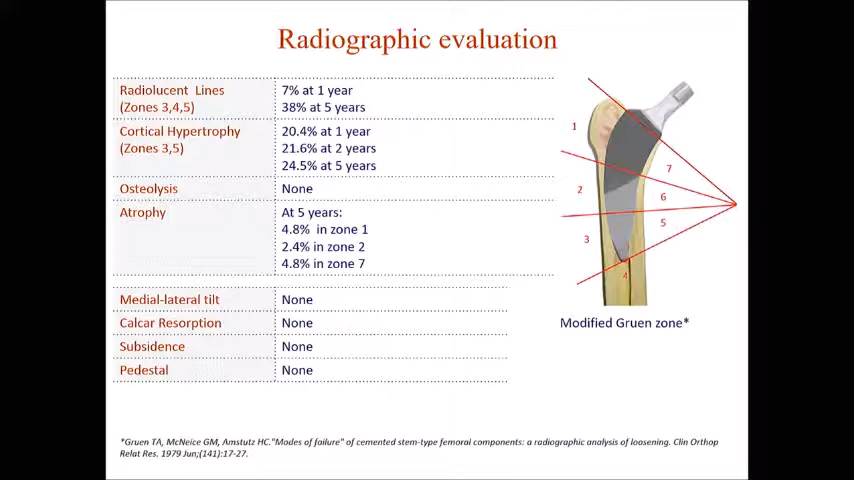 Radiographic evaluation
Radiolucent Lines
(Zones 3,4,5)
7% at 1 year
38% at 5 years
Cortical Hypertrophy
(Zones 3,5)
20.4% at 1 year
21.6% at 2 years
24.5% at 5 years
Osteolysis
None
Atrophy
At 5 years:
4.8% in zone 1
2.4% in zone 2
4.8% in zone 7
Medial-lateral tilt
None
Calcar Resorption
None
Subsidence
None
Pedestal
None
1
7
2
6
5
3
4
Modified Gruen zone*
*Gruen TA, McNeice GM, Amstutz HC."Modes of failure" of cemented stem-type femoral components: a radiographic analysis of loosening. Clin Orthop
Relat Res. 1979 Jun;(141):17-27.